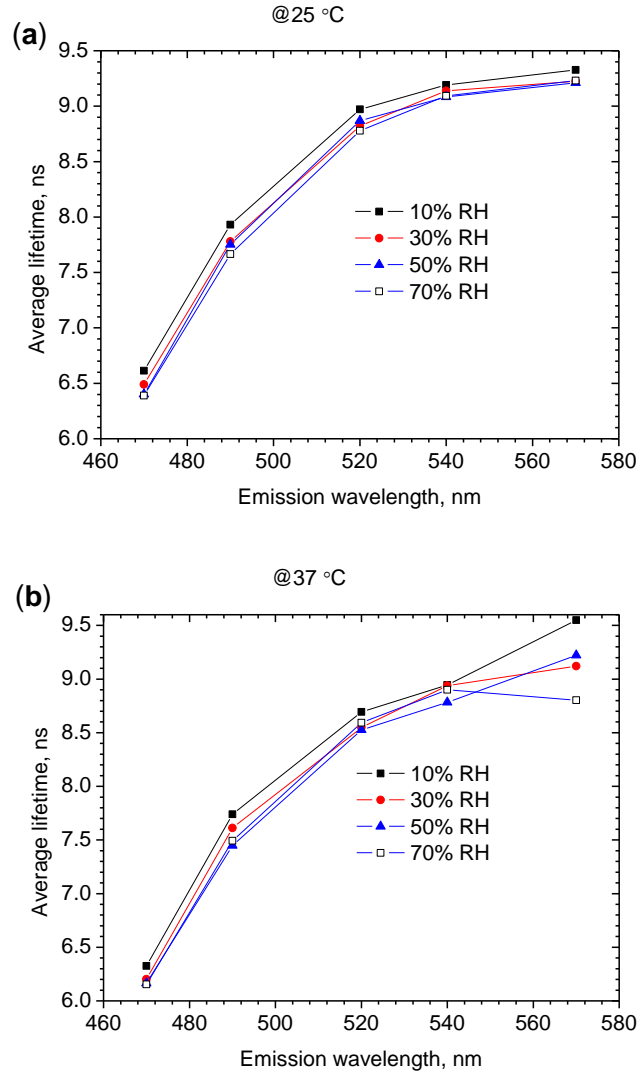 @25 °C
(a)
9.5
9.0
8.5
8.0
7.5
7.0
6.5
6.0
Average lifetime, ns
10% RH
30% RH
50% RH
70% RH
460 480 500 520 540 560 580
Emission wavelength, nm
@37 °C
(b)
9.5
9.0
8.5
8.0
7.5
7.0
6.5
6.0
Average lifetime, ns
10% RH
30% RH
50% RH
70% RH
460 480 500 520 540 560 580
Emission wavelength, nm